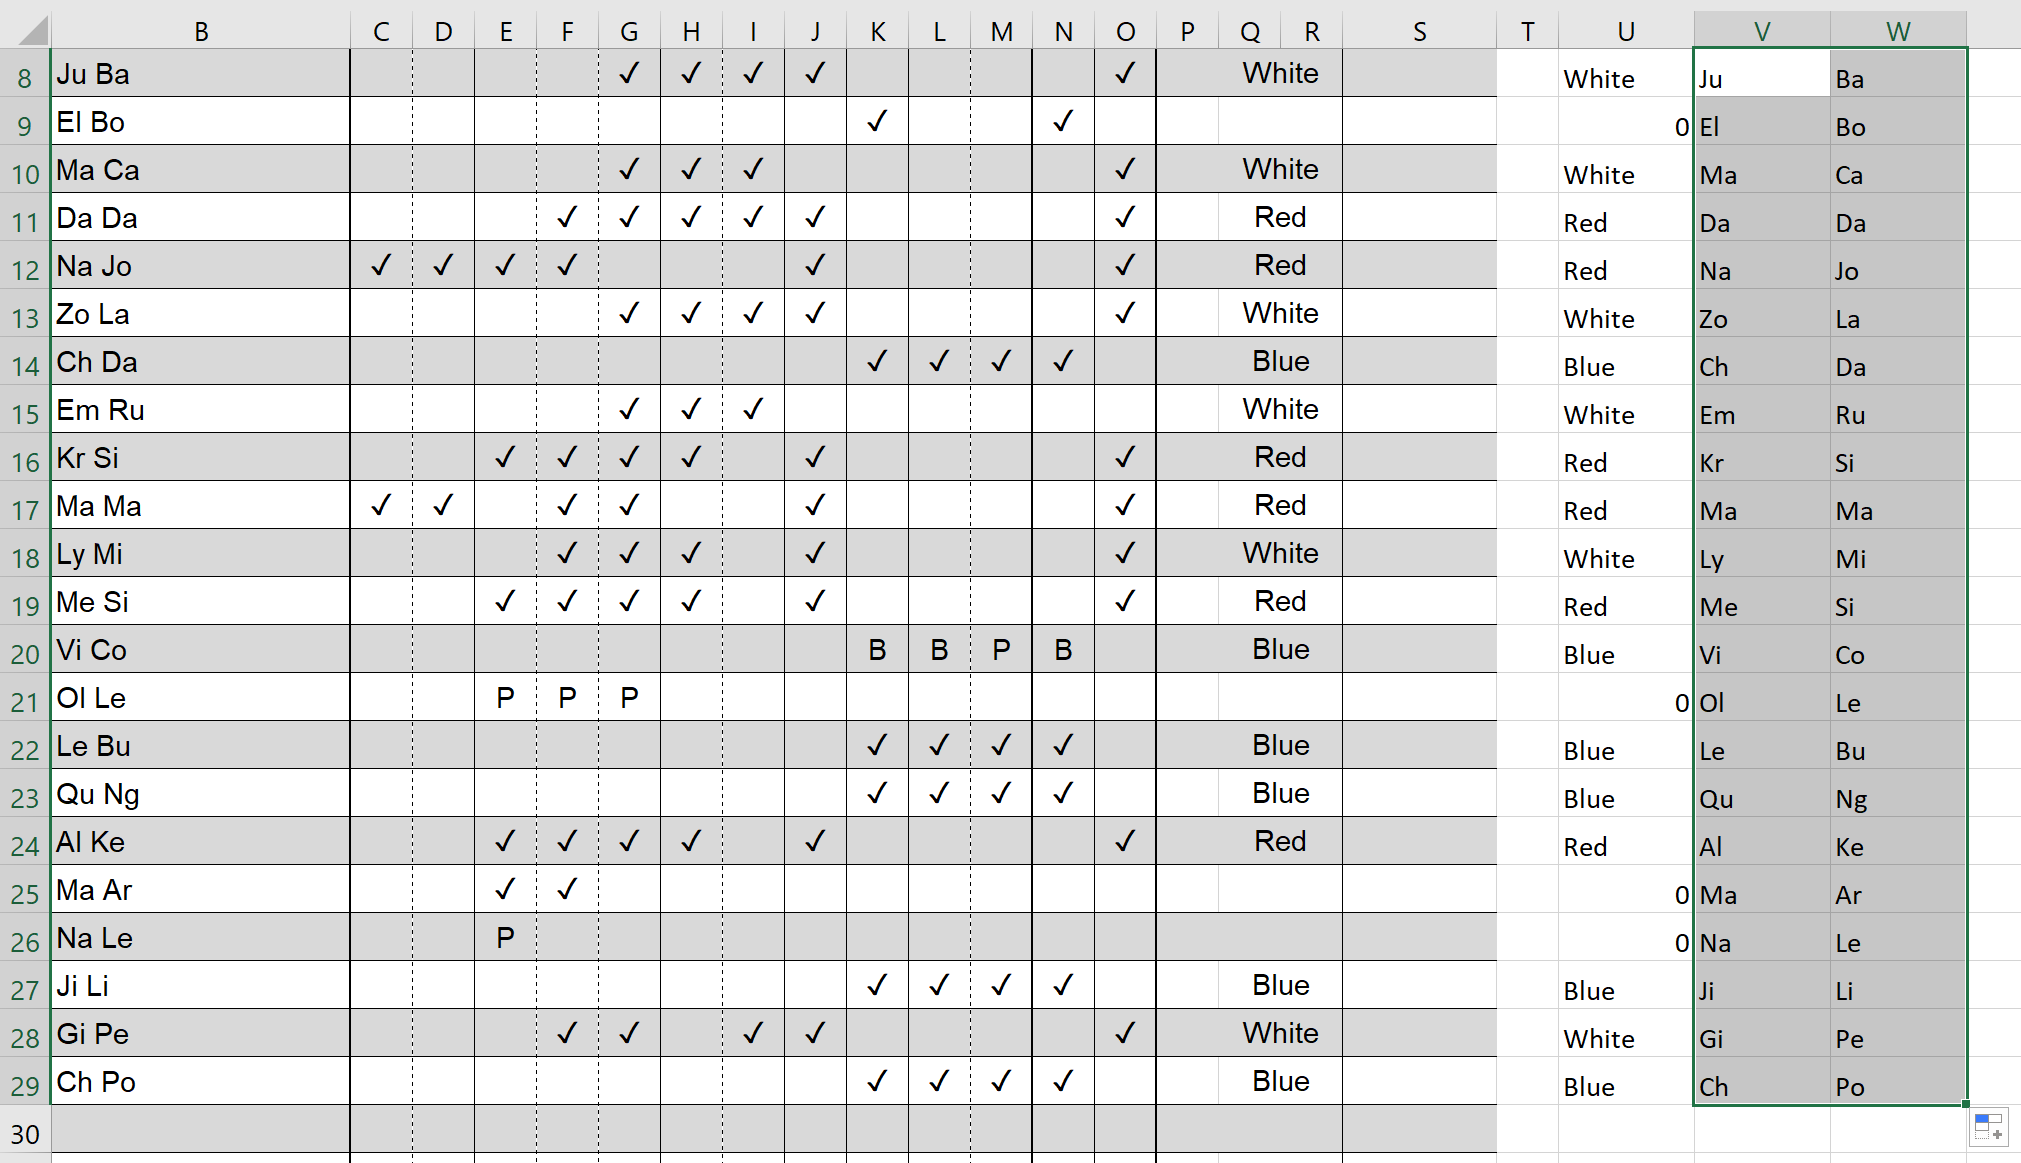 B C D E F G H I J K L M N O P Q R S T U V W
8 Ju Ba ✓ ✓ ✓ ✓ ✓ White White Ju Ba
9 El Bo ✓ ✓ 0 El Bo
10 Ma Ca ✓ ✓ ✓ ✓ White White Ma Ca
11 Da Da ✓ ✓ ✓ ✓ ✓ ✓ Red Red Da Da
12 Na Jo ✓ ✓ ✓ ✓ ✓ ✓ Red Red Na Jo
13 Zo La ✓ ✓ ✓ ✓ ✓ White White Zo La
14 Ch Da ✓ ✓ ✓ ✓ Blue Blue Ch Da
15 Em Ru ✓ ✓ ✓ White White Em Ru
16 Kr Si ✓ ✓ ✓ ✓ ✓ ✓ Red Red Kr Si
17 Ma Ma ✓ ✓ ✓ ✓ ✓ ✓ Red Red Ma Ma
18 Ly Mi ✓ ✓ ✓ ✓ ✓ White White Ly Mi
19 Me Si ✓ ✓ ✓ ✓ ✓ ✓ Red Red Me Si
20 Vi Co B B P B Blue Blue Vi Co
21 Ol Le P P P 0 Ol Le
22 Le Bu ✓ ✓ ✓ ✓ Blue Blue Le Bu
23 Qu Ng ✓ ✓ ✓ ✓ Blue Blue Qu Ng
24 Al Ke ✓ ✓ ✓ ✓ ✓ ✓ Red Red Al Ke
25 Ma Ar ✓ ✓ 0 Ma Ar
26 Na Le P 0 Na Le
27 Ji Li ✓ ✓ ✓ ✓ Blue Blue Ji Li
28 Gi Pe ✓ ✓ ✓ ✓ ✓ White White Gi Pe
29 Ch Po ✓ ✓ ✓ ✓ Blue Blue Ch Po
30